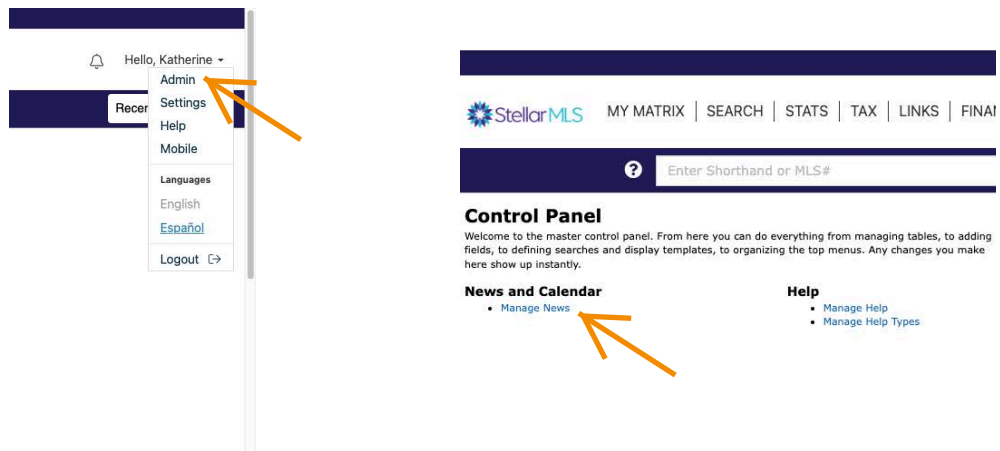 Hello, Katherine
Admin
Recen
Settings
Help
Mobile
Languages
English
Español
Logout
StellarMLS
MY MATRIX | SEARCH | STATS | TAX | LINKS | FINAN
Enter Shorthand or MLS#
Control Panel
Welcome to the master control panel. From here you can do everything from managing tables, to adding
fields, to defining searches and display templates, to organizing the top menus. Any changes you make
here show up instantly.
News and Calendar
• Manage News
Help
• Manage Help
• Manage Help Types